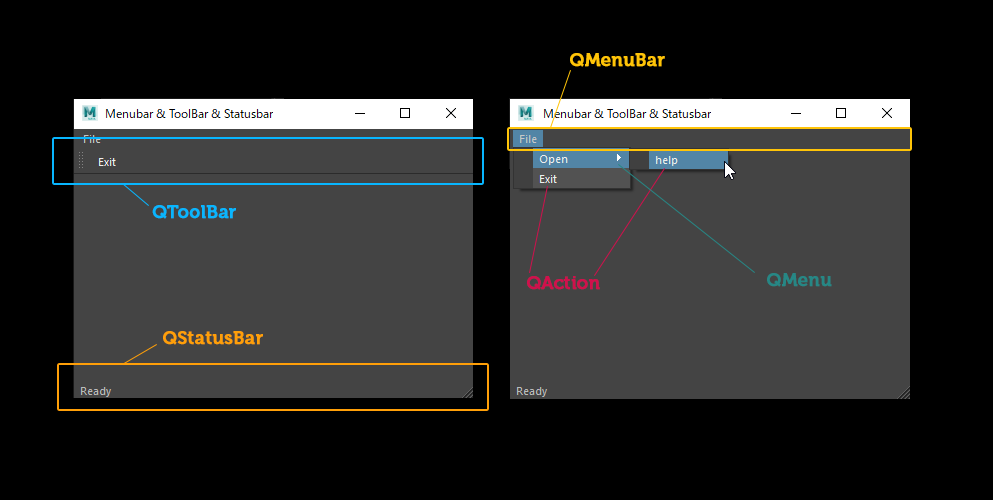 QMenuBar
Menubar & ToolBar & Statusbar
File
Exit
QToolBar
QStatusBar
Ready
Menubar & ToolBar & Statusbar
File
Open
help
Exit
QAction
QMenu
Ready